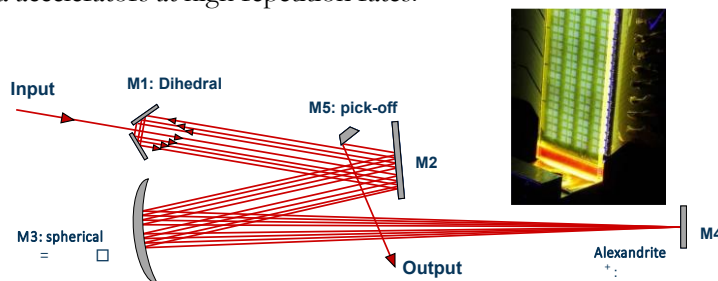 d accelerators at high repetition rates.
M1: Dihedral
Input
M5: pick-off
M2
M3: spherical
= □
M4
Alexandrite
+ :
Output